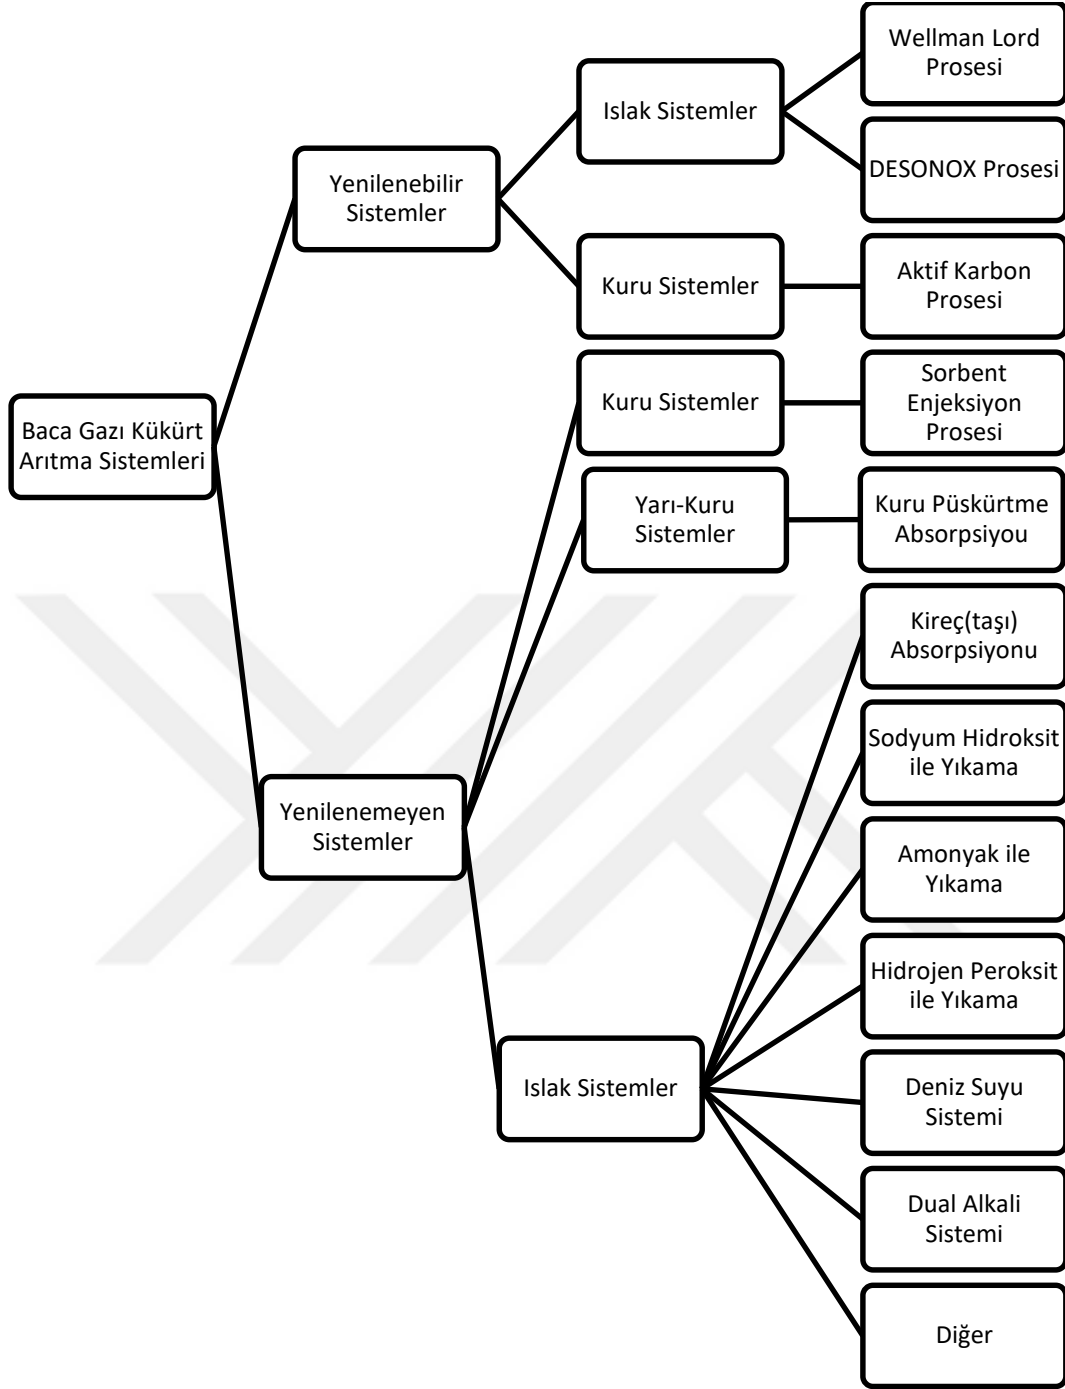 Wellman Lord
Prosesi
Islak Sistemler
DESONOX Prosesi
Yenilenebilir
Sistemler
Kuru Sistemler
Aktif Karbon
Prosesi
Kuru Sistemler
Sorbent
Enjeksiyon
Prosesi
Baca Gazı Kükürt
Arıtma Sistemleri
Yarı-Kuru
Sistemler
Kuru Püskürtme
Absorpsiyou
Kireç(taşı)
Absorpsiyonu
Sodyum Hidroksit
ile Yıkama
Yenilenemeyen
Sistemler
Amonyak ile
Yıkama
Hidrojen Peroksit
ile Yıkama
Islak Sistemler
Deniz Suyu
Sistemi
Dual Alkali
Sistemi
Diğer